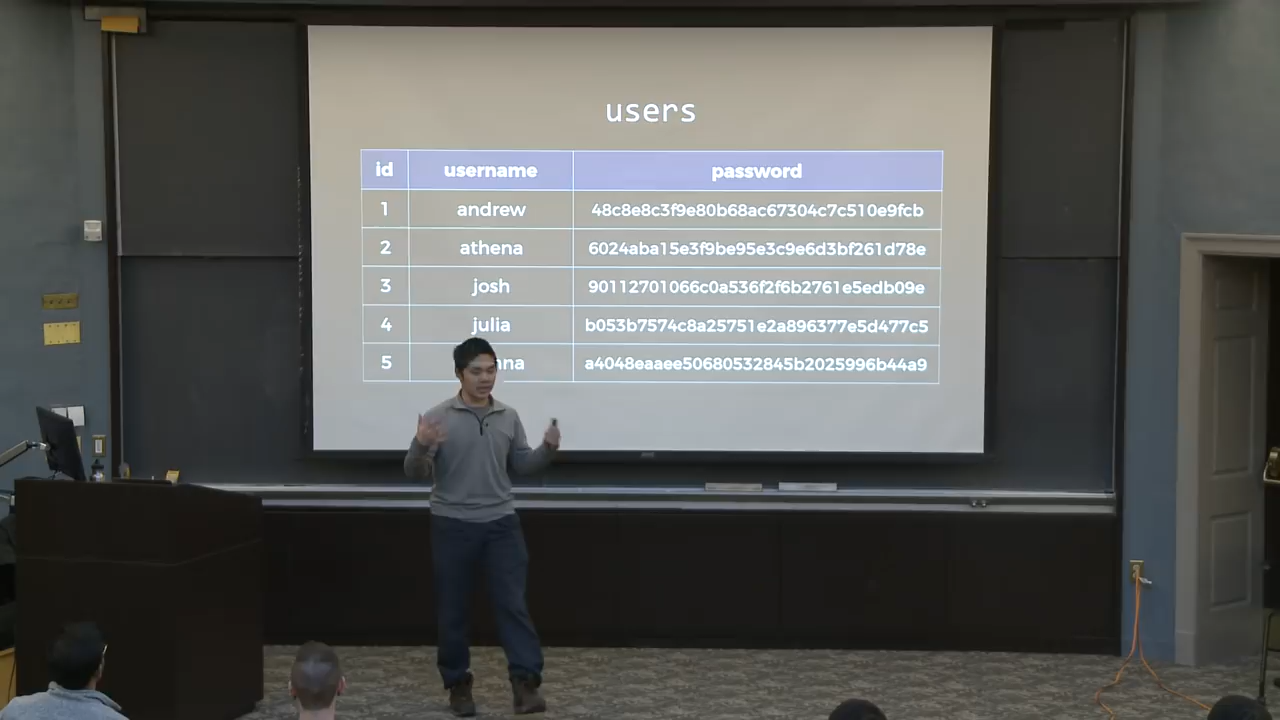 users
id username password
1 andrew 48c8e8c3f9e80b68ac67304c7c510e9fcb
2 athena 6024aba15e3f9be95e3c9e6d3bf261d78e
3 josh 90112701066c0a536f2f6b2761e5edb09e
4 julia b053b7574c8a25751e2a896377e5d477c5
5 a4048eaaee50680532845b2025996b44a9